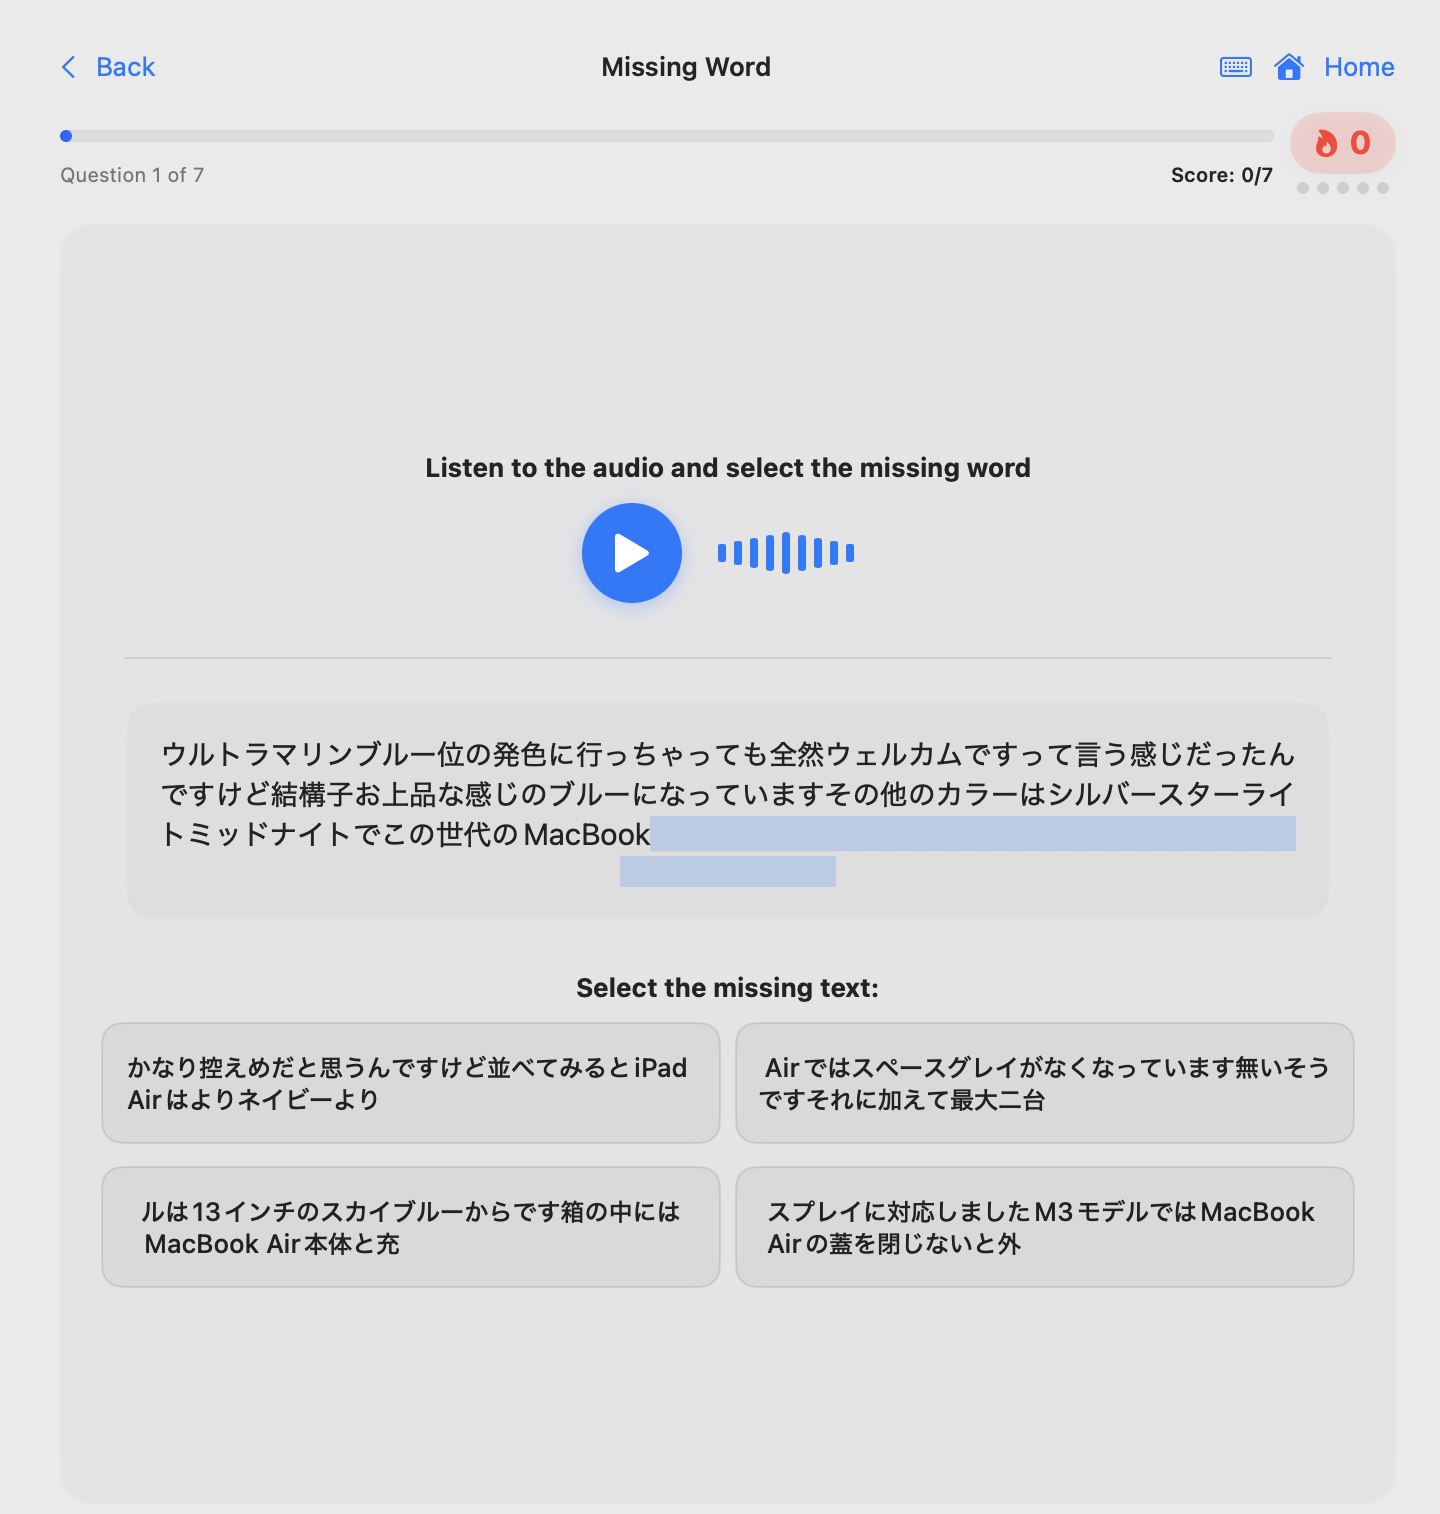 Back
Missing Word
Home
0
Question 1 of 7
Score: 0/7
Listen to the audio and select the missing word
ウルトラマリンブルー位の発色に行っちゃっても全然ウェルカムですって言う感じだったん
ですけど結構子お上品な感じのブルーになっていますその他のカラーはシルバースターライ
トミッドナイトでこの世代のMacBook
Select the missing text:
かなり控えめだと思うんですけど並べてみるとiPad
Airはよりネイビーより
Airではスペースグレイがなくなっています無いそう
ですそれに加えて最大二台
ルは13インチのスカイブルーからです箱の中には
MacBook Air本体と充
スプレイに対応しましたM3モデルではMacBook
Airの蓋を閉じないと外